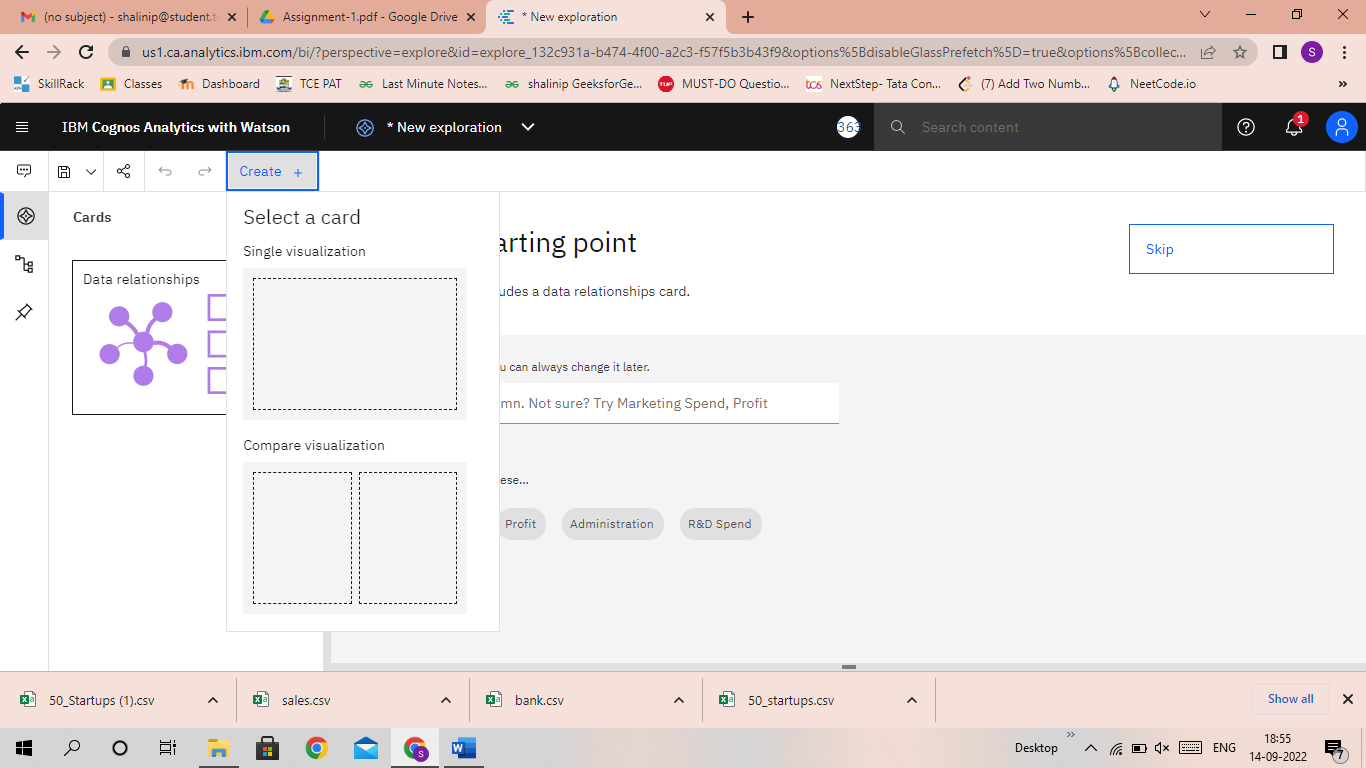 (no subject) - shalinip@student.t
Assignment-1.pdf - Google Drive
* New exploration
us1.ca.analytics.ibm.com/bi/?perspective=explore&id=explore_132c931a-b474-4f00-a2c3-f57f5b3b43f9&options%5BdisableGlassPrefetch%5D=true&options%5Bcollec...
S
SkillRack
Classes
Dashboard
TCE PAT
Last Minute Notes...
shalinip GeeksforGe...
MUST-DO Questio...
NextStep- Tata Con...
(7) Add Two Numb...
NeetCode.io
»
IBM Cognos Analytics with Watson
* New exploration
363
Search content
1
Create +
Cards
Select a card
arting point
Skip
Single visualization
Data relationships
udes a data relationships card.
u can always change it later.
mn. Not sure? Try Marketing Spend, Profit
Compare visualization
ese...
Profit
Administration
R&D Spend
50_Startups (1).csv
sales.csv
bank.csv
50_startups.csv
Show all
Desktop
ENG
18:55
14-09-2022
7